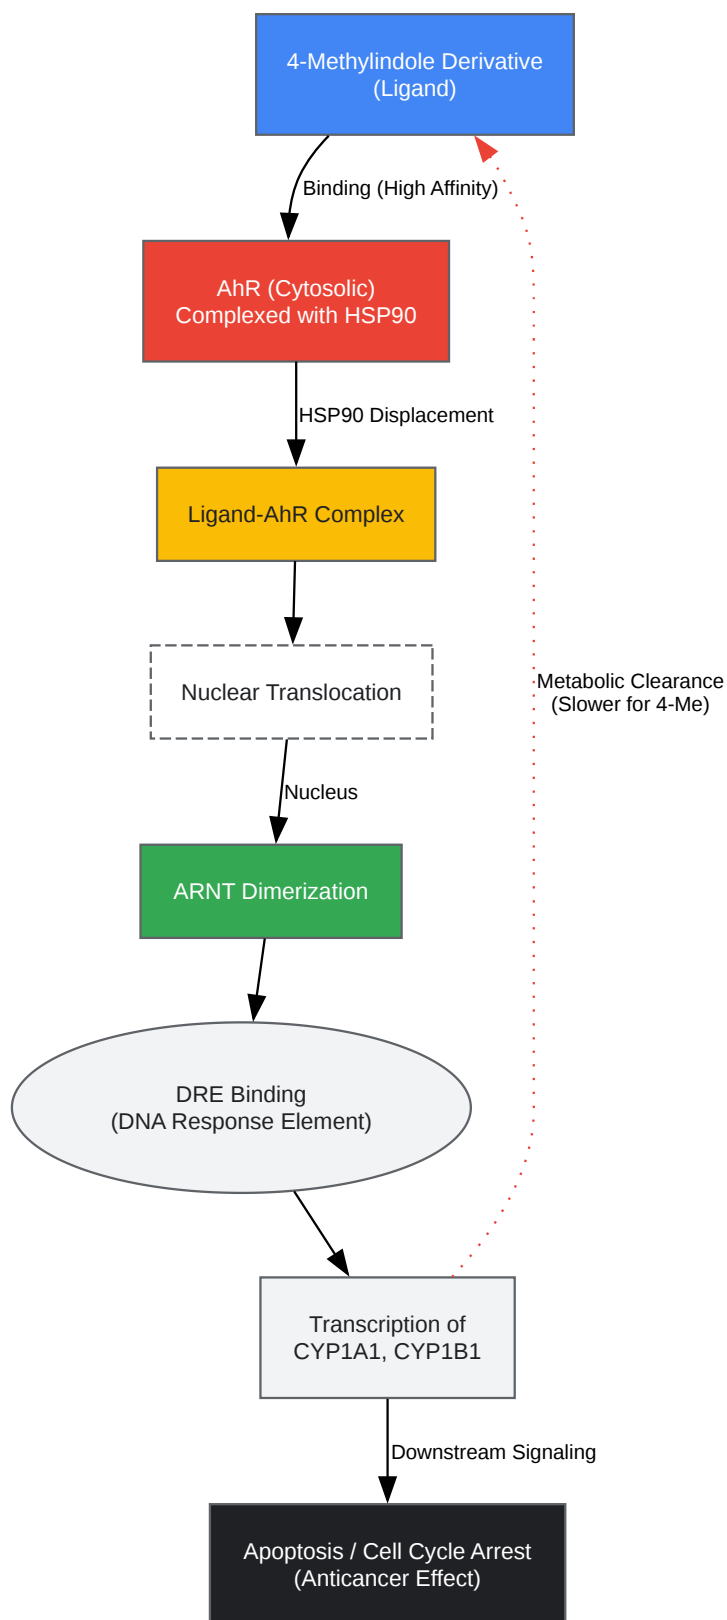 4-Methylindole Derivative
(Ligand)
Binding (High Affinity)
AhR (Cytosolic)
Complexed with HSP90
HSP90 Displacement
Ligand-AhR Complex
Nuclear Translocation
Metabolic Clearance
(Slower for 4-Me)
Nucleus
ARNT Dimerization
DRE Binding
(DNA Response Element)
Transcription of
CYP1A1, CYP1B1
Downstream Signaling
Apoptosis / Cell Cycle Arrest
(Anticancer Effect)